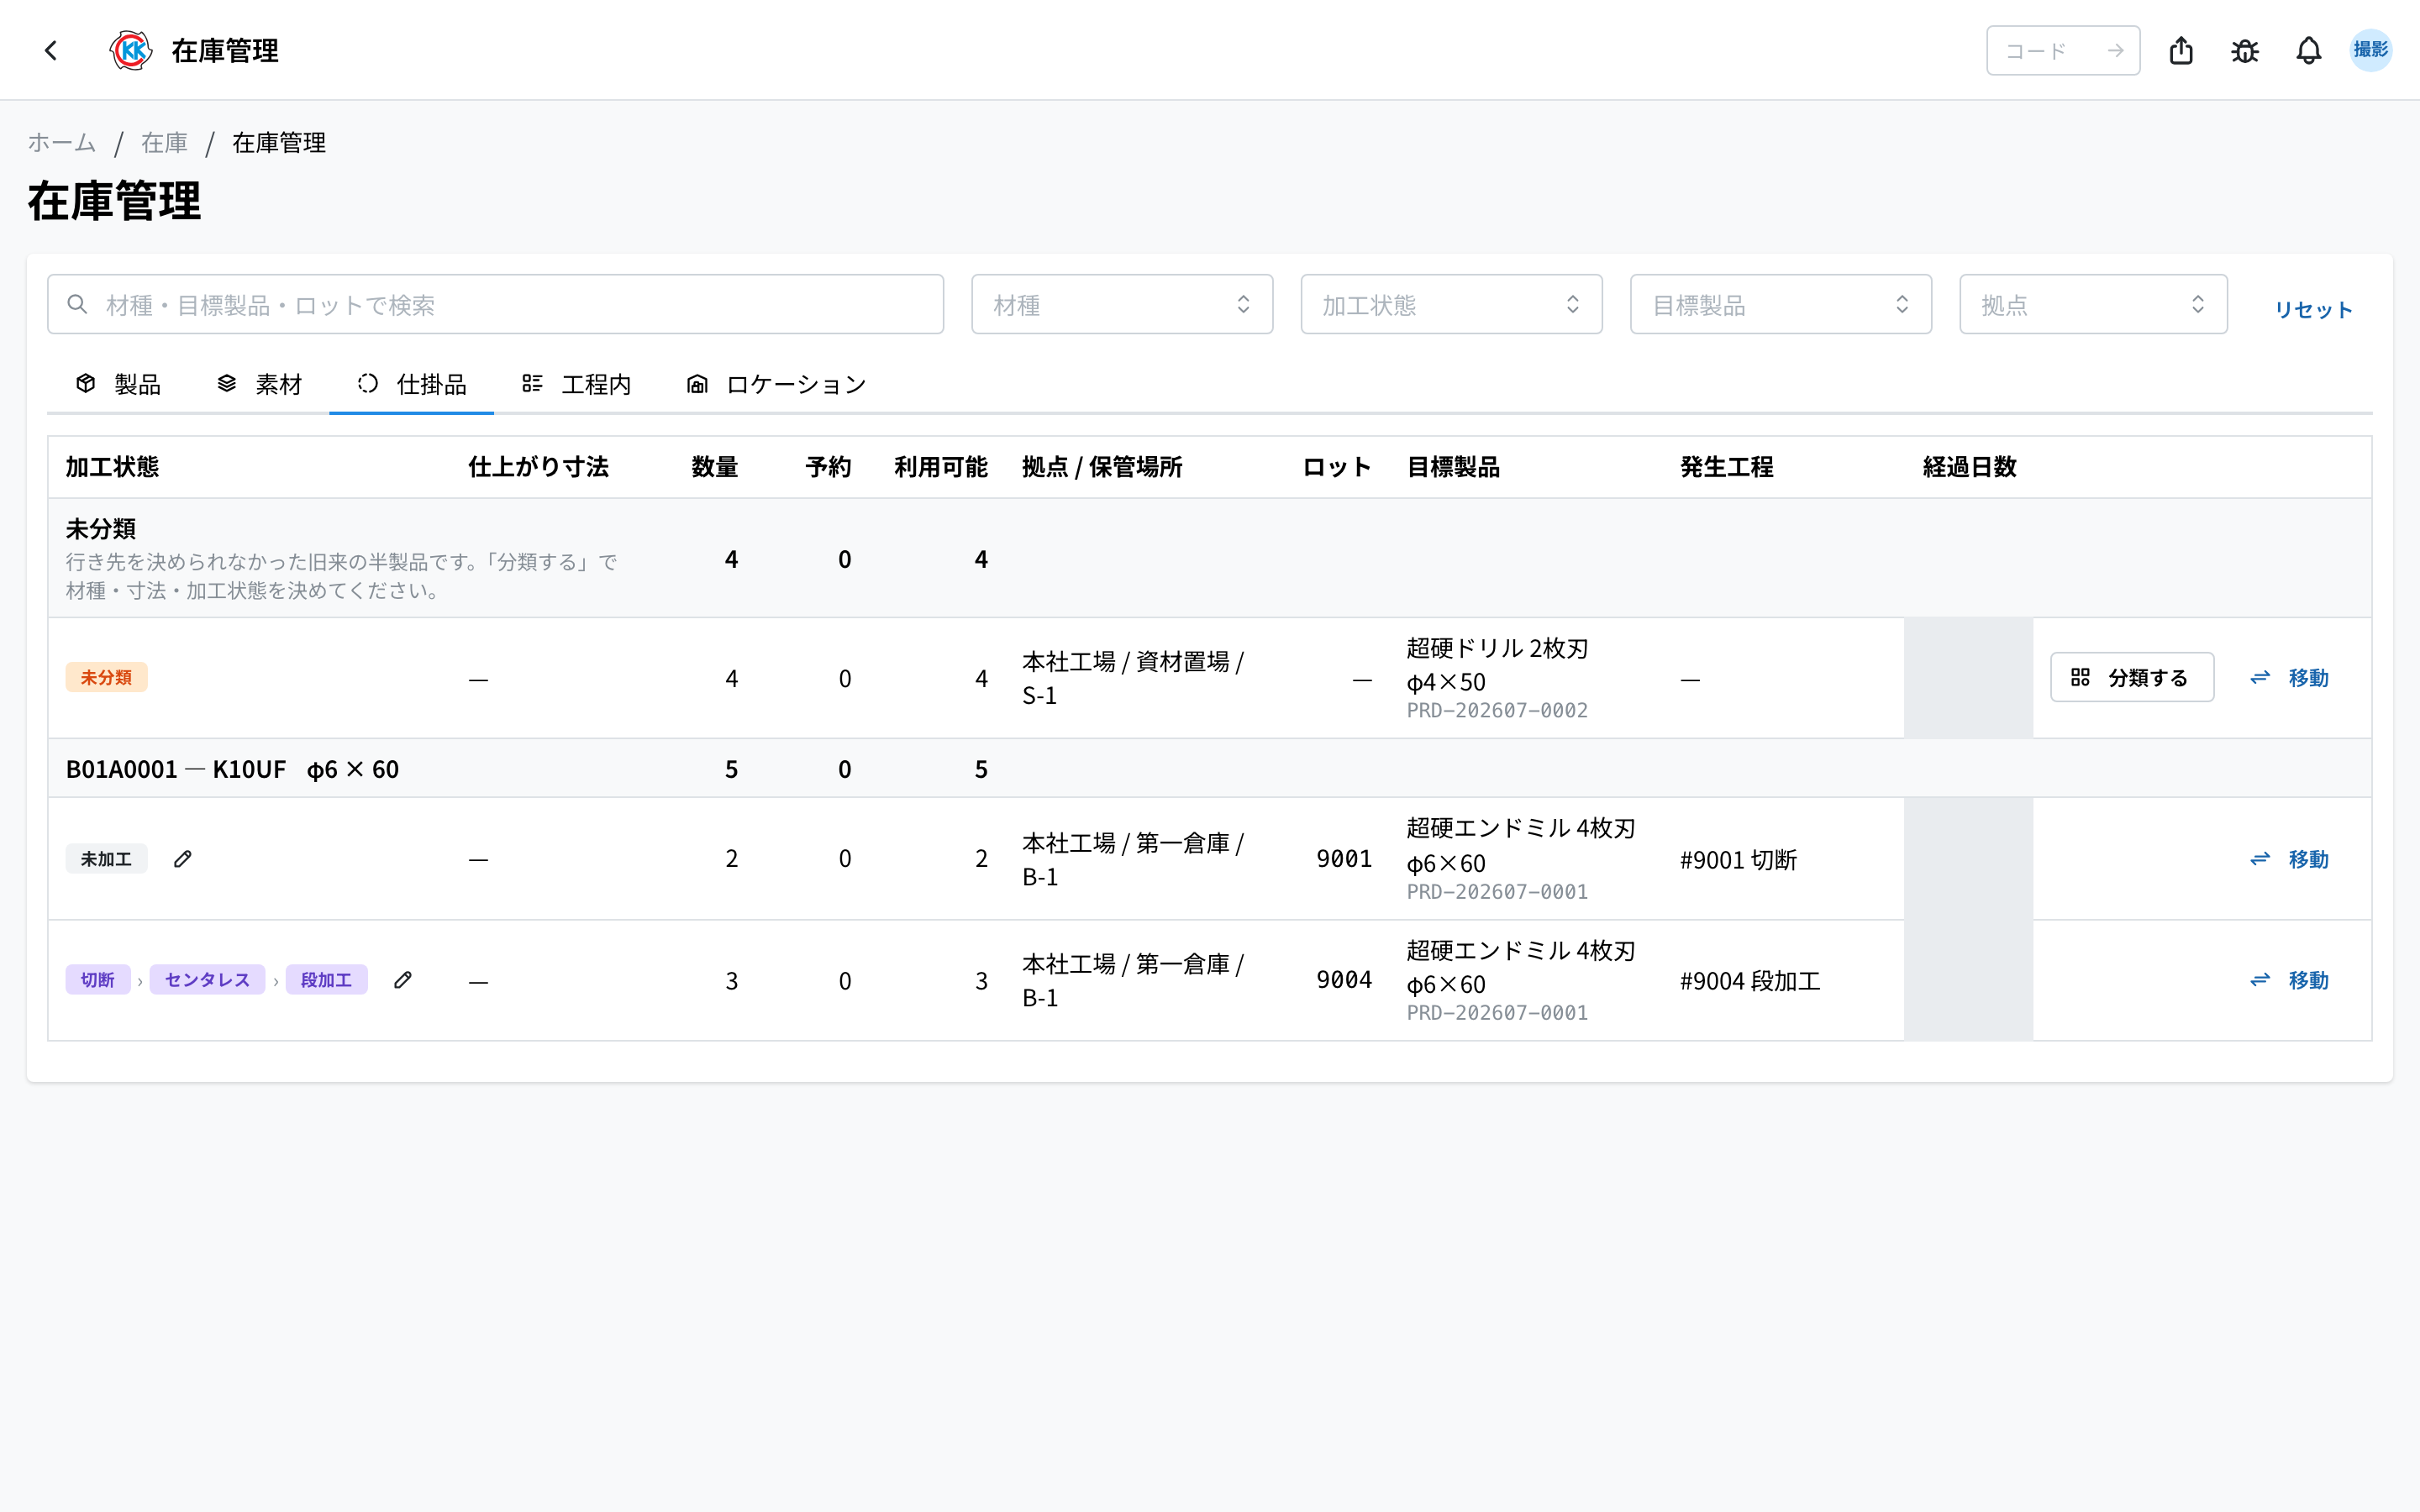 KK 在庫管理
コード
撮影
ホーム / 在庫 / 在庫管理
在庫管理
材種・目標製品・ロットで検索
材種
加工状態
目標製品
拠点
リセット
製品 素材 仕掛品 工程内 ロケーション
加工状態 仕上がり寸法 数量 予約 利用可能 拠点 / 保管場所 ロット 目標製品 発生工程 経過日数
未分類
行き先を決められなかった旧来の半製品です。「分類する」で
材種・寸法・加工状態を決めてください。
4 0 4
未分類 — 4 0 4
本社工場 / 資材置場 /
S-1
—
超硬ドリル 2枚刃
φ4×50
PRD-202607-0002
—
分類する 移動
B01A0001 — K10UF φ6 × 60 5 0 5
未加工 — 2 0 2
本社工場 / 第一倉庫 /
B-1
9001
超硬エンドミル 4枚刃
φ6×60
PRD-202607-0001
#9001 切断
移動
切断 › センタレス › 段加工 — 3 0 3
本社工場 / 第一倉庫 /
B-1
9004
超硬エンドミル 4枚刃
φ6×60
PRD-202607-0001
#9004 段加工
移動